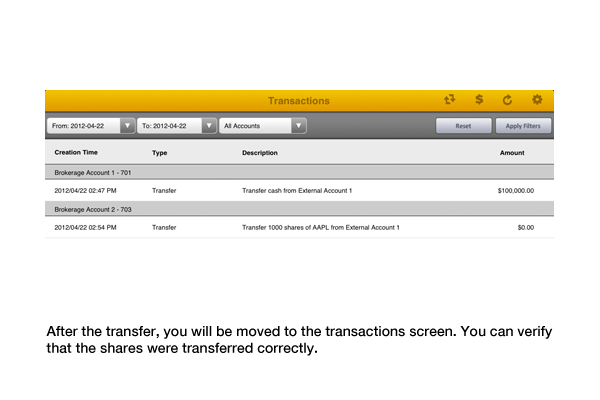 Transactions
From: 2012-04-22 To: 2012-04-22 All Accounts Reset Apply Filters
Creation Time Type Description Amount
Brokerage Account 1 - 701
2012/04/22 02:47 PM Transfer Transfer cash from External Account 1 $100,000.00
Brokerage Account 2 - 703
2012/04/22 02:54 PM Transfer Transfer 1000 shares of AAPL from External Account 1 $0.00
After the transfer, you will be moved to the transactions screen. You can verify
that the shares were transferred correctly.